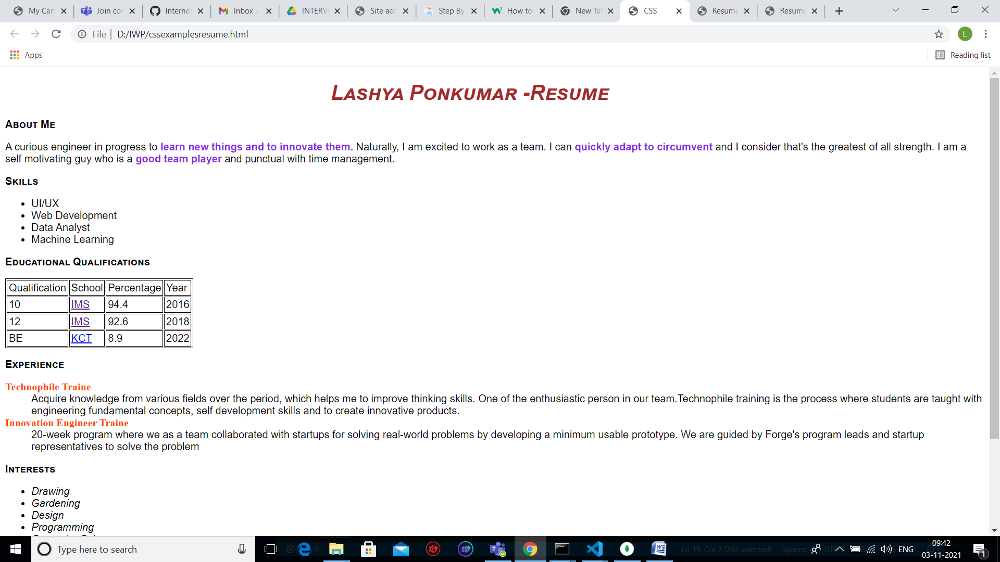 My Cam
Join cor
Internet
Inbox -
INTERVI
Site adr
Step By
How to
New Tab
CSS
Resume
Resume
File
D:/IWP/cssexamplesresume.html
L
Apps
Reading list
Lashya Ponkumar -Resume
About Me
A curious engineer in progress to learn new things and to innovate them. Naturally, I am excited to work as a team. I can quickly adapt to circumvent and I consider that's the greatest of all strength. I am a
self motivating guy who is a good team player and punctual with time management.
Skills
• UI/UX
• Web Development
• Data Analyst
• Machine Learning
Educational Qualifications
Qualification School Percentage Year
10 IMS 94.4 2016
12 IMS 92.6 2018
BE KCT 8.9 2022
Experience
Technophile Traine
Acquire knowledge from various fields over the period, which helps me to improve thinking skills. One of the enthusiastic person in our team.Technophile training is the process where students are taught with
engineering fundamental concepts, self development skills and to create innovative products.
Innovation Engineer Traine
20-week program where we as a team collaborated with startups for solving real-world problems by developing a minimum usable prototype. We are guided by Forge's program leads and startup
representatives to solve the problem
Interests
• Drawing
• Gardening
• Design
• Programming
Type here to search
Ln 19, Col 2 (243 selected)
Spaces:
ENG
09:42
03-11-2021
1